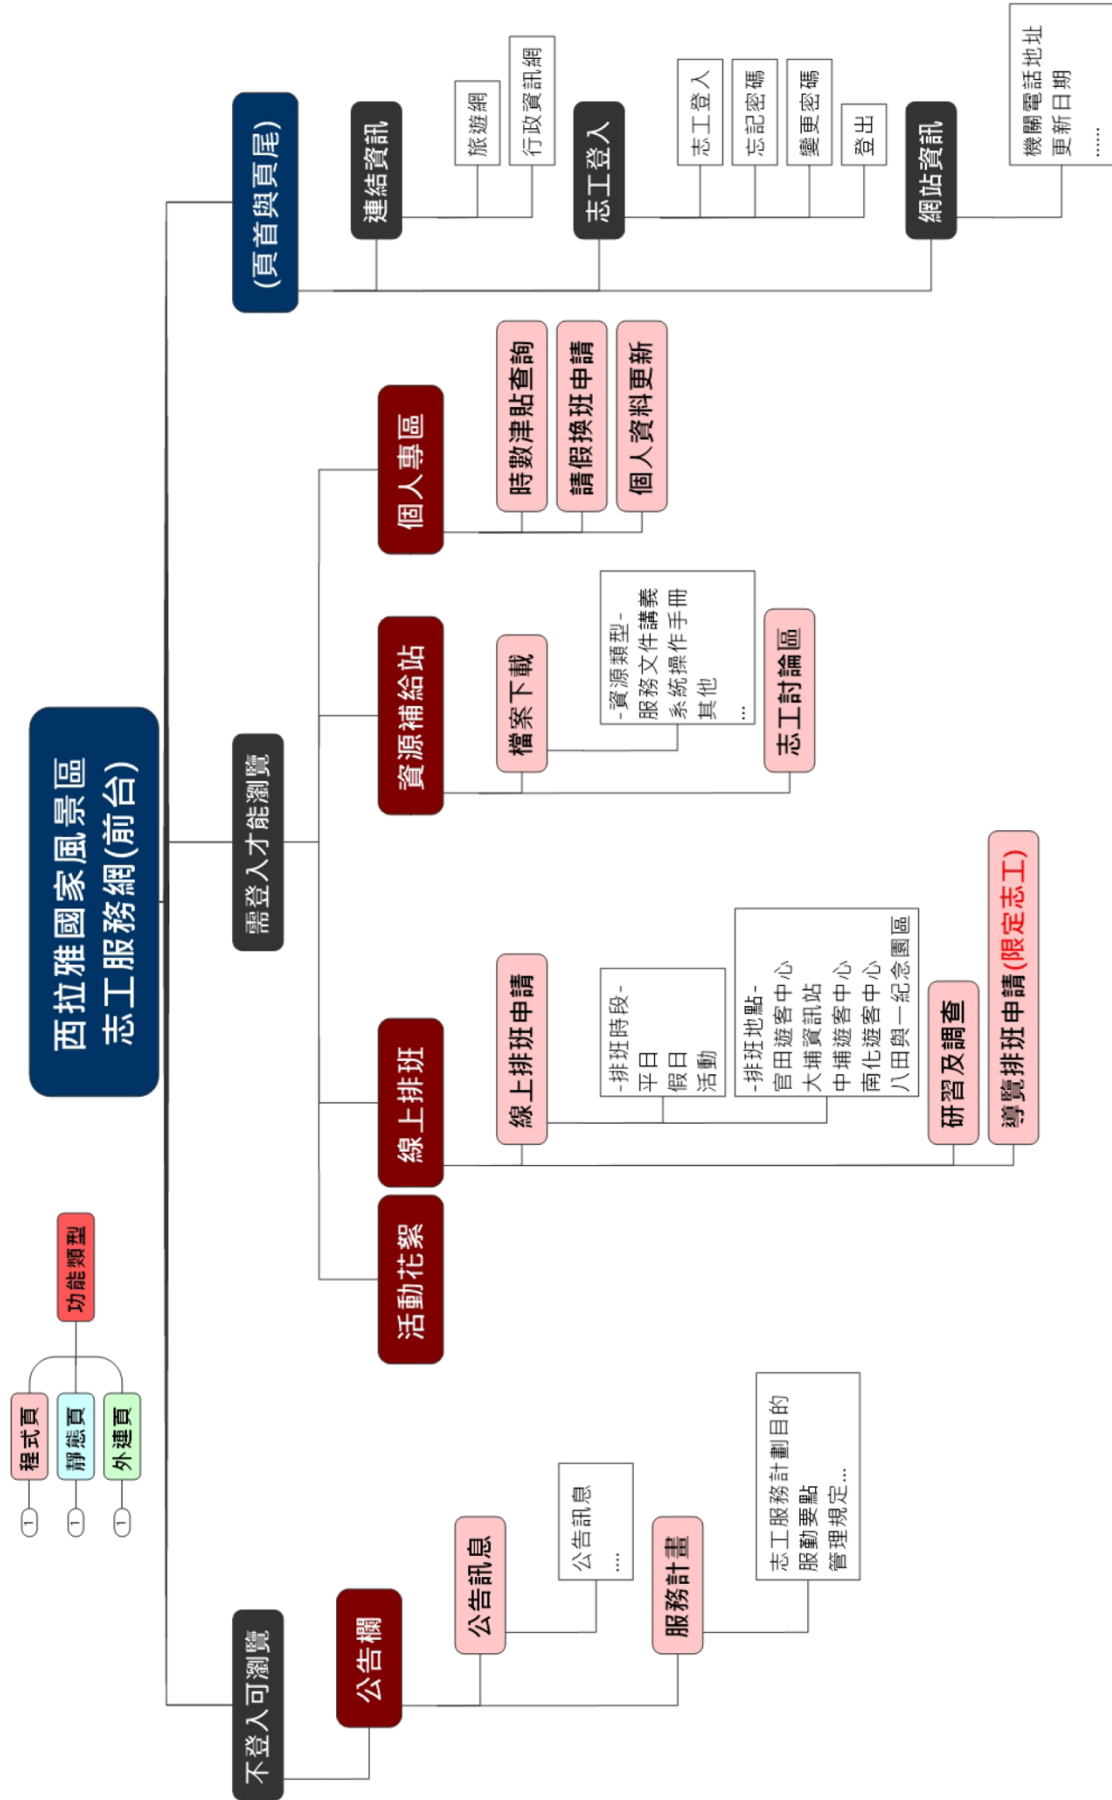 西拉雅國家風景區
志工服務網(前台)
功能類型
程式頁
1
靜態頁
1
外連頁
1
不登入可瀏覽
公告欄
公告訊息
公告訊息
....
服務計畫
志工服務計劃目的
服勤要點
管理規定...
需登入才能瀏覽
活動花絮
線上排班
線上排班申請
-排班時段-
平日
假日
活動
-排班地點-
官田遊客中心
大埔資訊站
中埔遊客中心
南化遊客中心
八田與一紀念園區
研習及調查
導覽排班申請(限定志工)
資源補給站
檔案下載
-資源類型-
服務文件講義
系統操作手冊
其他
...
志工討論區
個人專區
時數津貼查詢
請假換班申請
個人資料更新
(頁首與頁尾)
連結資訊
旅遊網
行政資訊網
志工登入
志工登入
忘記密碼
變更密碼
登出
網站資訊
機關電話地址
更新日期
......